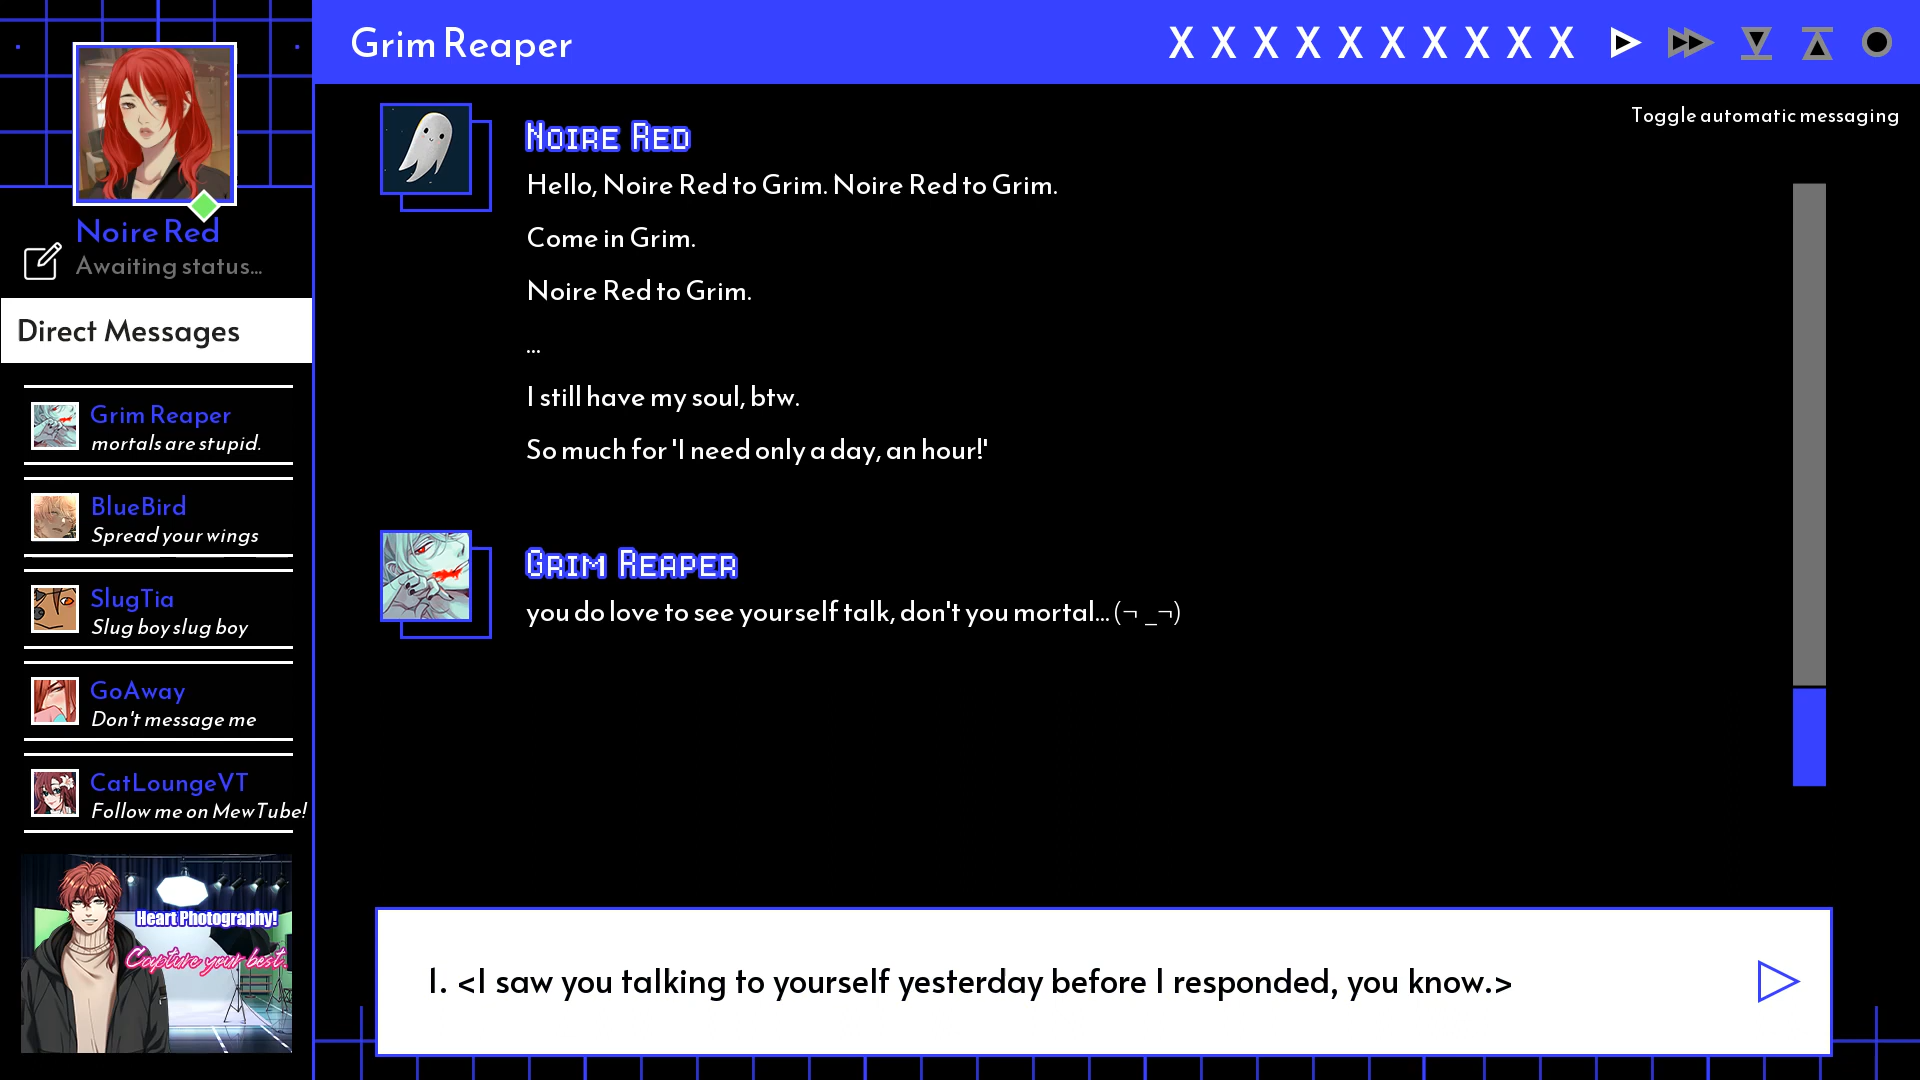 Grim Reaper
X X X X X X X X X X
Toggle automatic messaging
Noire Red
Awaiting status...
Direct Messages
Grim Reaper
mortals are stupid.
BlueBird
Spread your wings
SlugTia
Slug boy slug boy
GoAway
Don't message me
CatLoungeVT
Follow me on MewTube!
Heart Photography!
Capture your best.
Noire Red
Hello, Noire Red to Grim. Noire Red to Grim.
Come in Grim.
Noire Red to Grim.
...
I still have my soul, btw.
So much for 'I need only a day, an hour!'
Grim Reaper
you do love to see yourself talk, don't you mortal... (¬ _¬)
1. <I saw you talking to yourself yesterday before I responded, you know.>